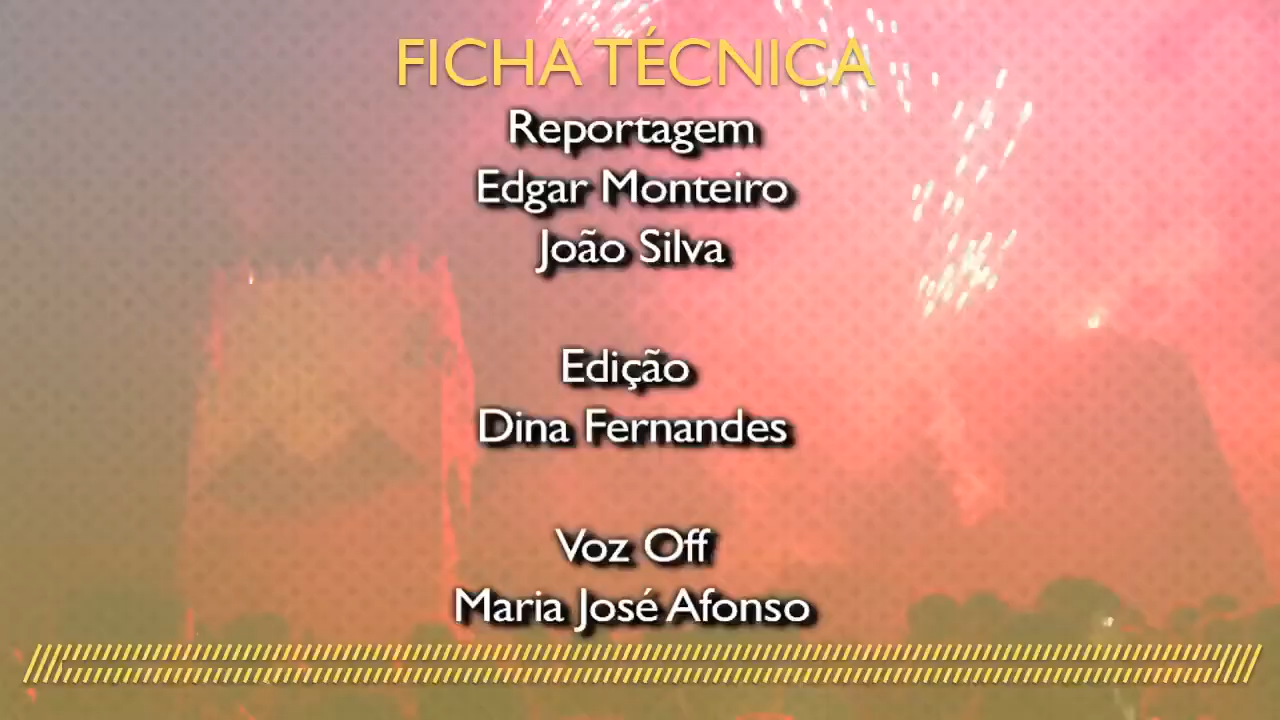 FICHA TÉCNICA
Reportagem
Edgar Monteiro
João Silva
Edição
Dina Fernandes
Voz Off
Maria José Afonso